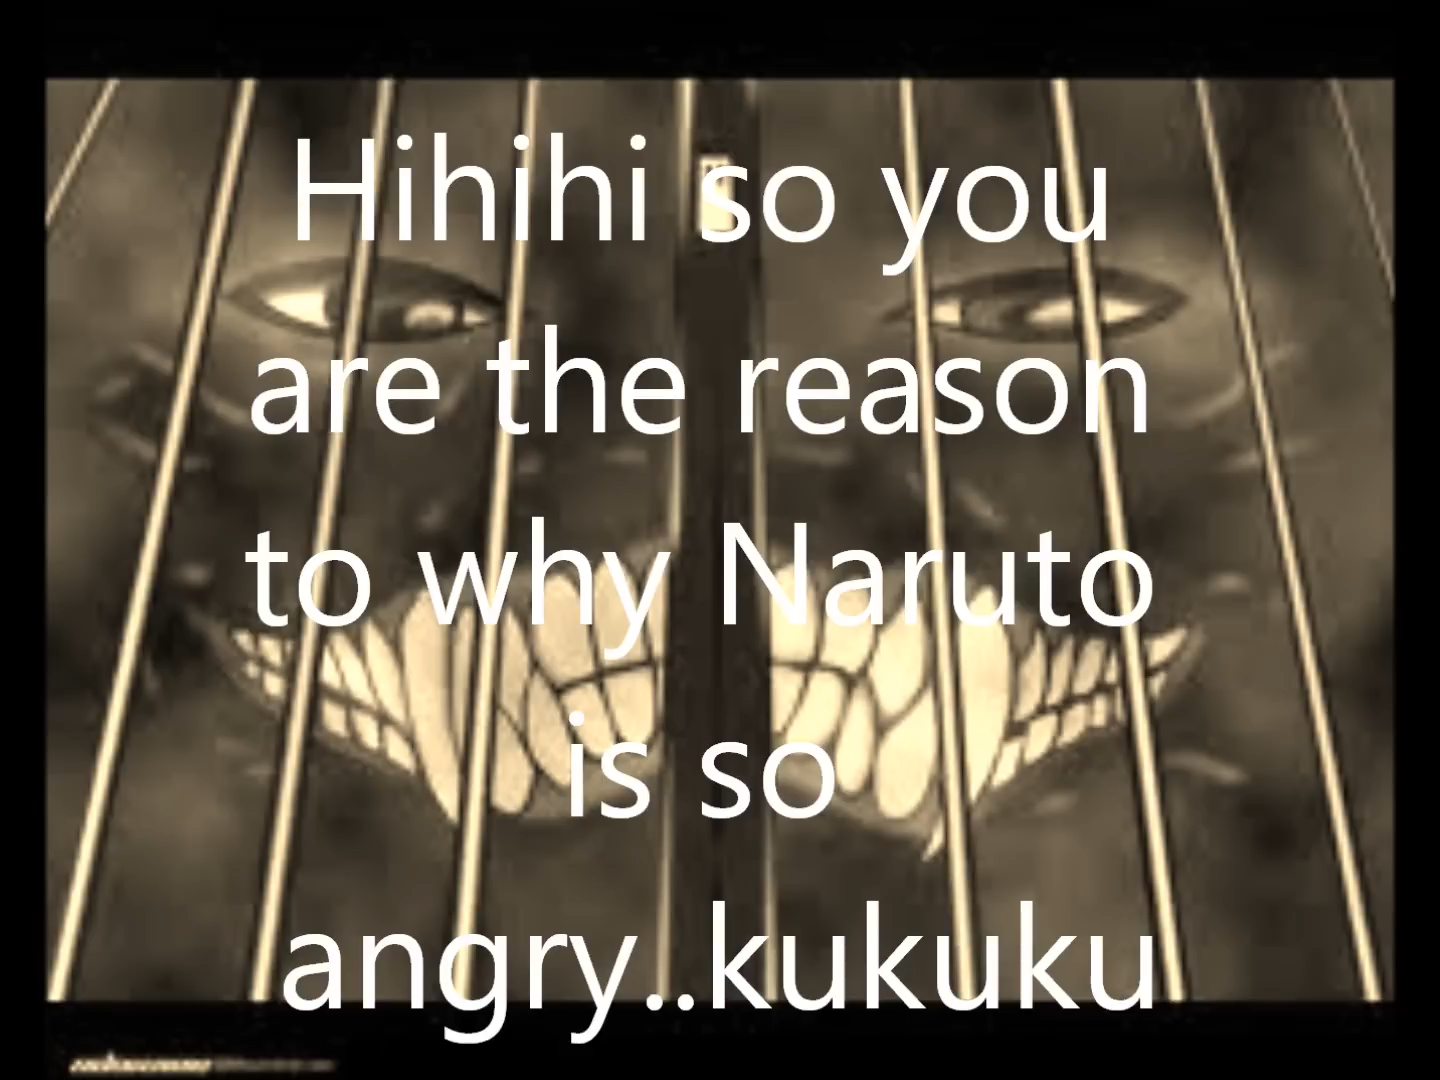 Hihihi so you
are the reason
to why Naruto
is so
angry..kukuku